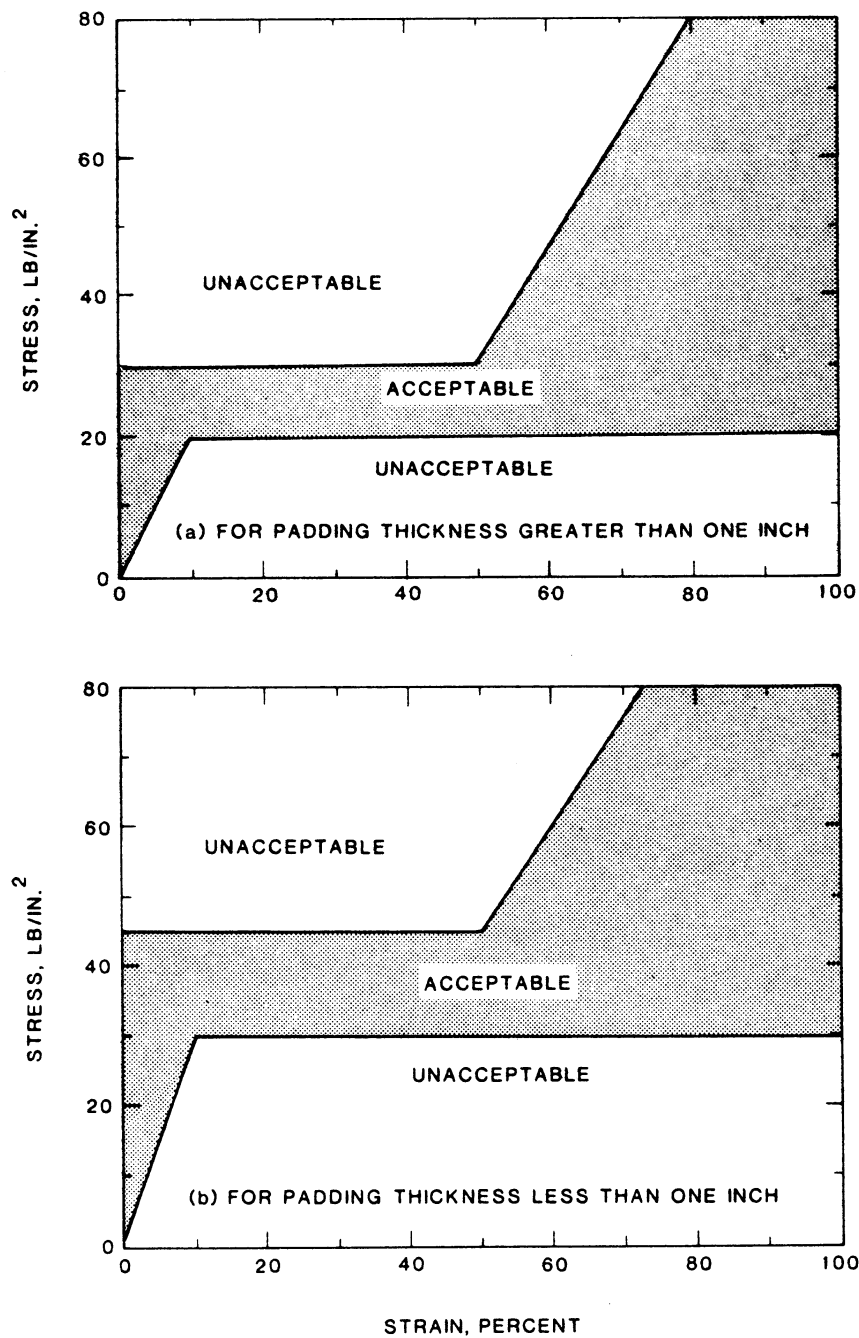 80
60
40
20
0
STRESS, LB/IN.2
UNACCEPTABLE
ACCEPTABLE
UNACCEPTABLE
(a) FOR PADDING THICKNESS GREATER THAN ONE INCH
0 20 40 60 80 100
80
60
40
20
0
STRESS, LB/IN.2
UNACCEPTABLE
ACCEPTABLE
UNACCEPTABLE
(b) FOR PADDING THICKNESS LESS THAN ONE INCH
0 20 40 60 80 100
STRAIN, PERCENT